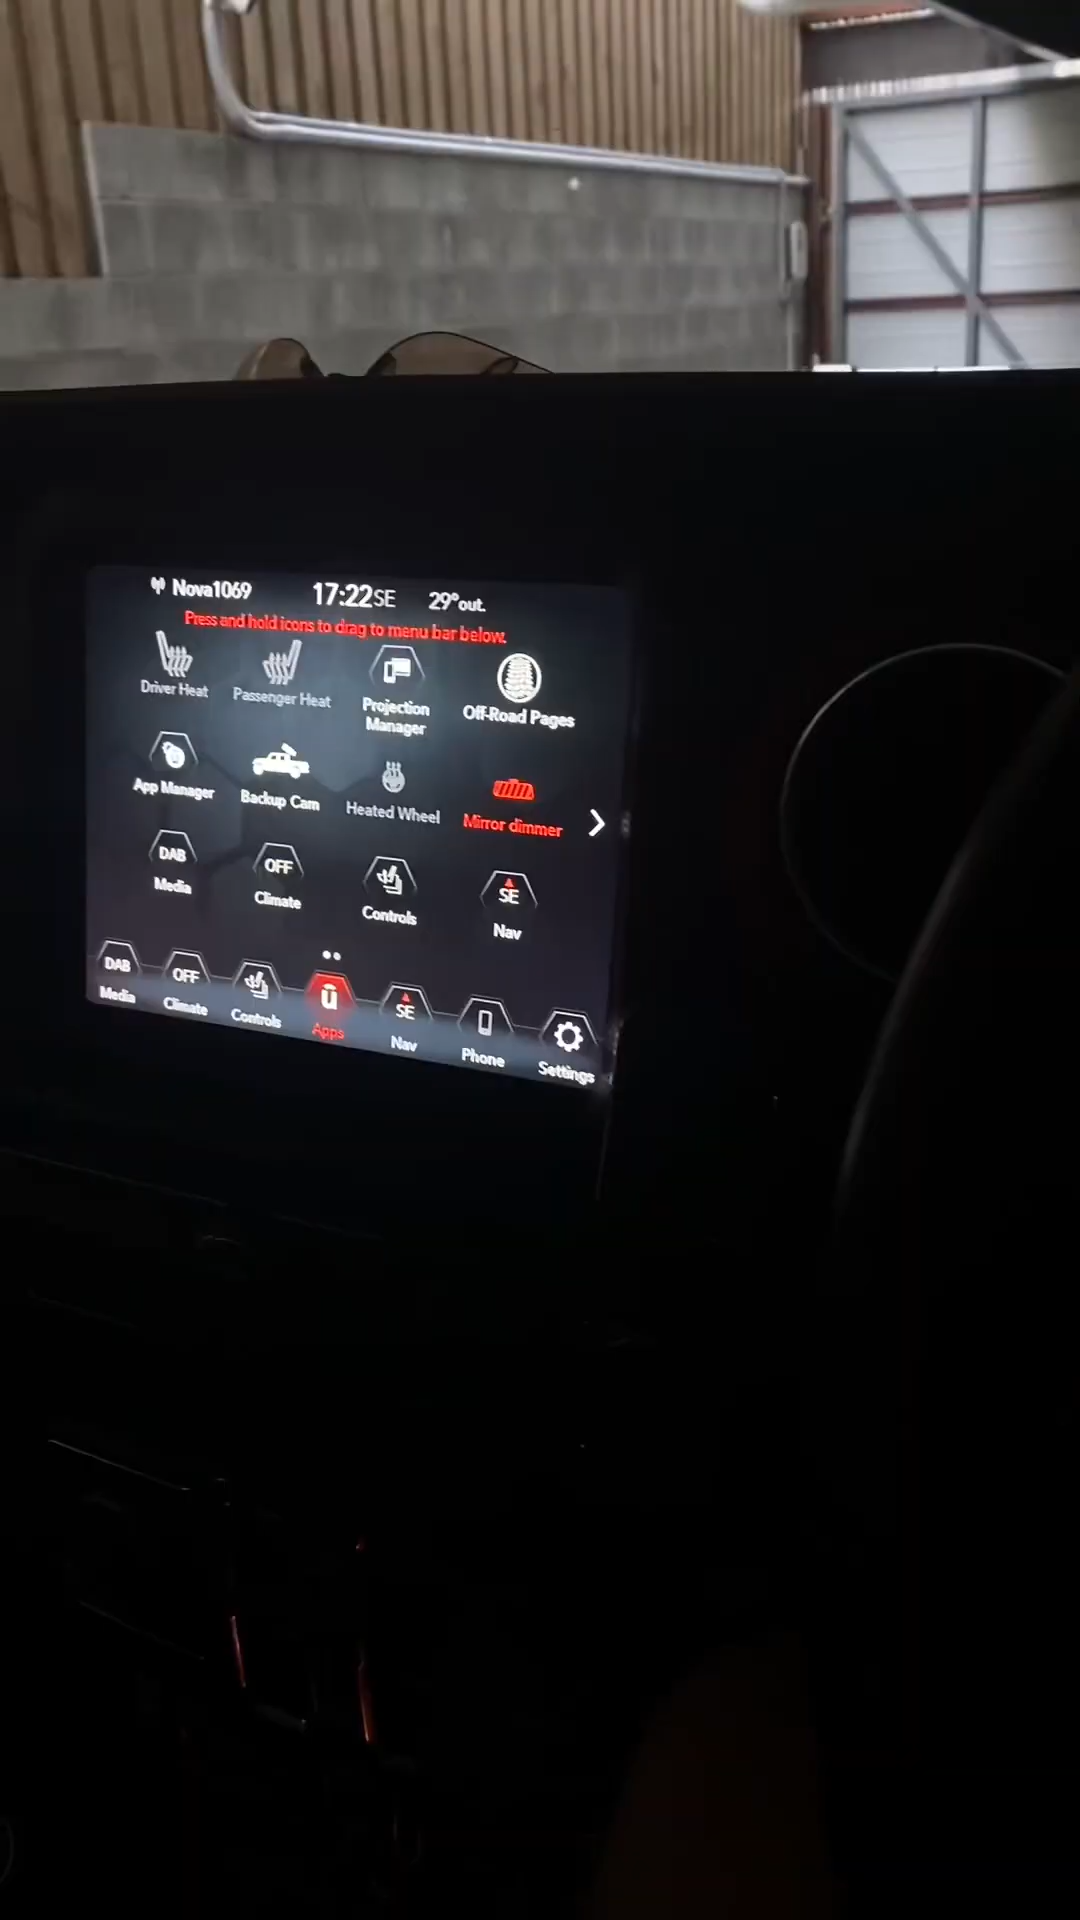 Nova1069 17:22 SE 29° out.
Press and hold icons to drag to menu bar below.
Driver Heat
Passenger Heat
Projection
Manager
Off-Road Pages
App Manager
Backup Cam
Heated Wheel
Mirror dimmer
DAB
Media
OFF
Climate
Controls
SE
Nav
DAB
Media
OFF
Climate
Controls
ū
Apps
SE
Nav
Phone
Settings